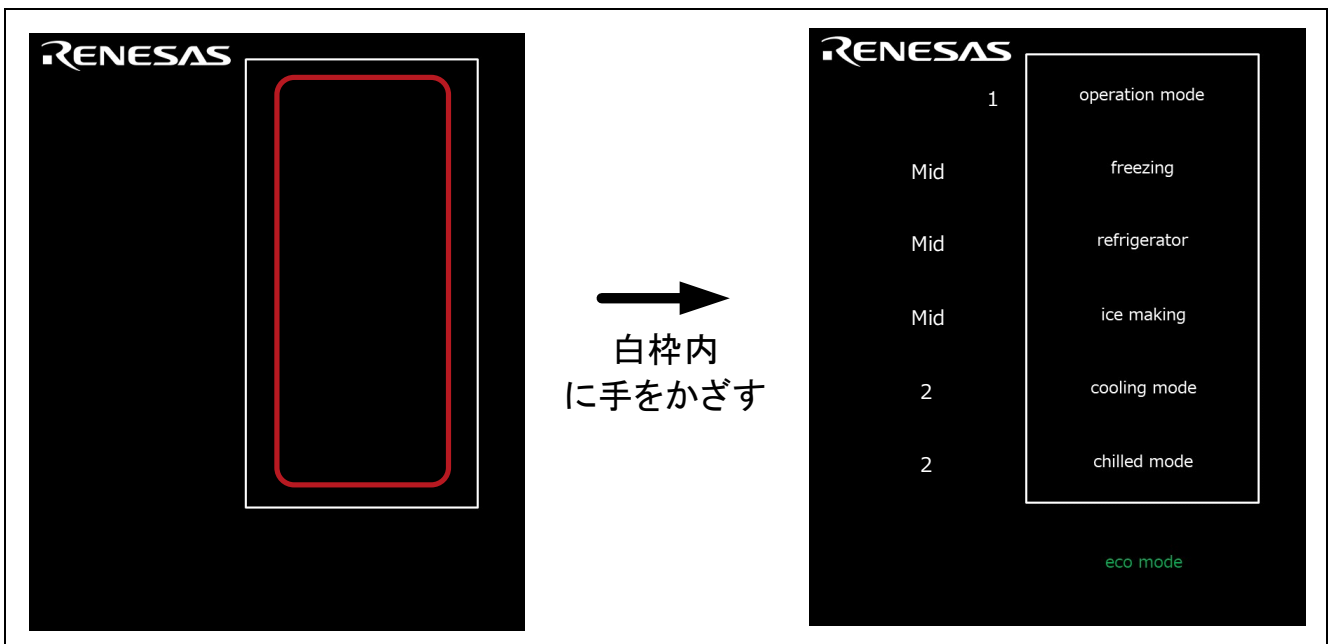 RENESAS
白枠内
に手をかざす
RENESAS
1 operation mode
Mid freezing
Mid refrigerator
Mid ice making
2 cooling mode
2 chilled mode
eco mode